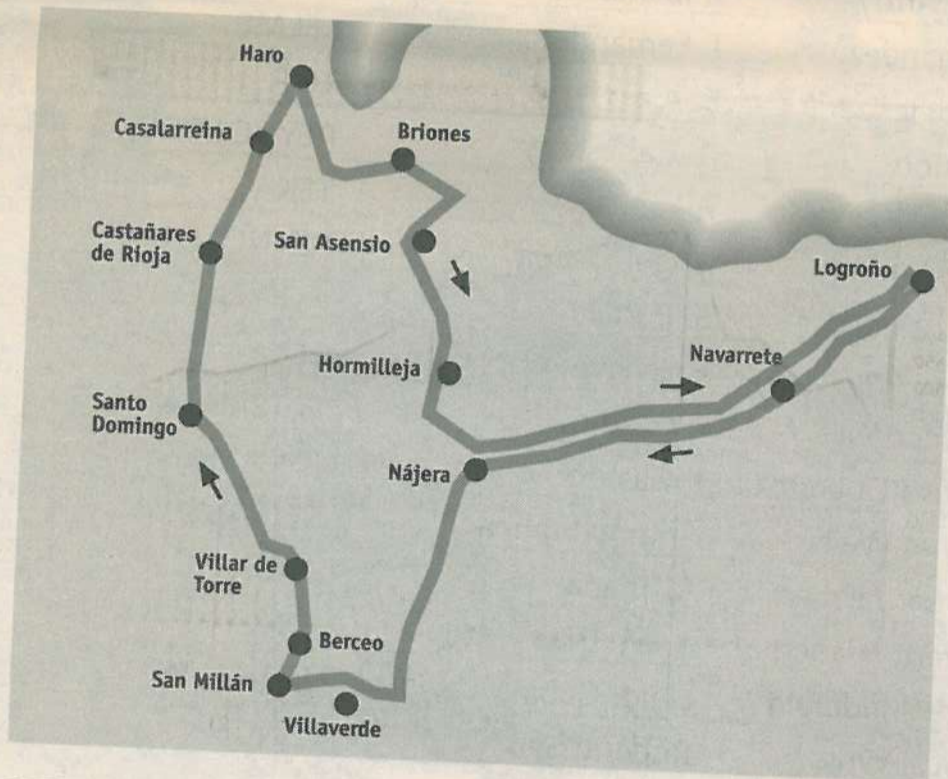 Haro
Casalarreina
Briones
Castañares
de Rioja
San Asensio
Logroño
Navarrete
Hormilleja
Santo
Domingo
Nájera
Villar de
Torre
Berceo
San Millán
Villaverde